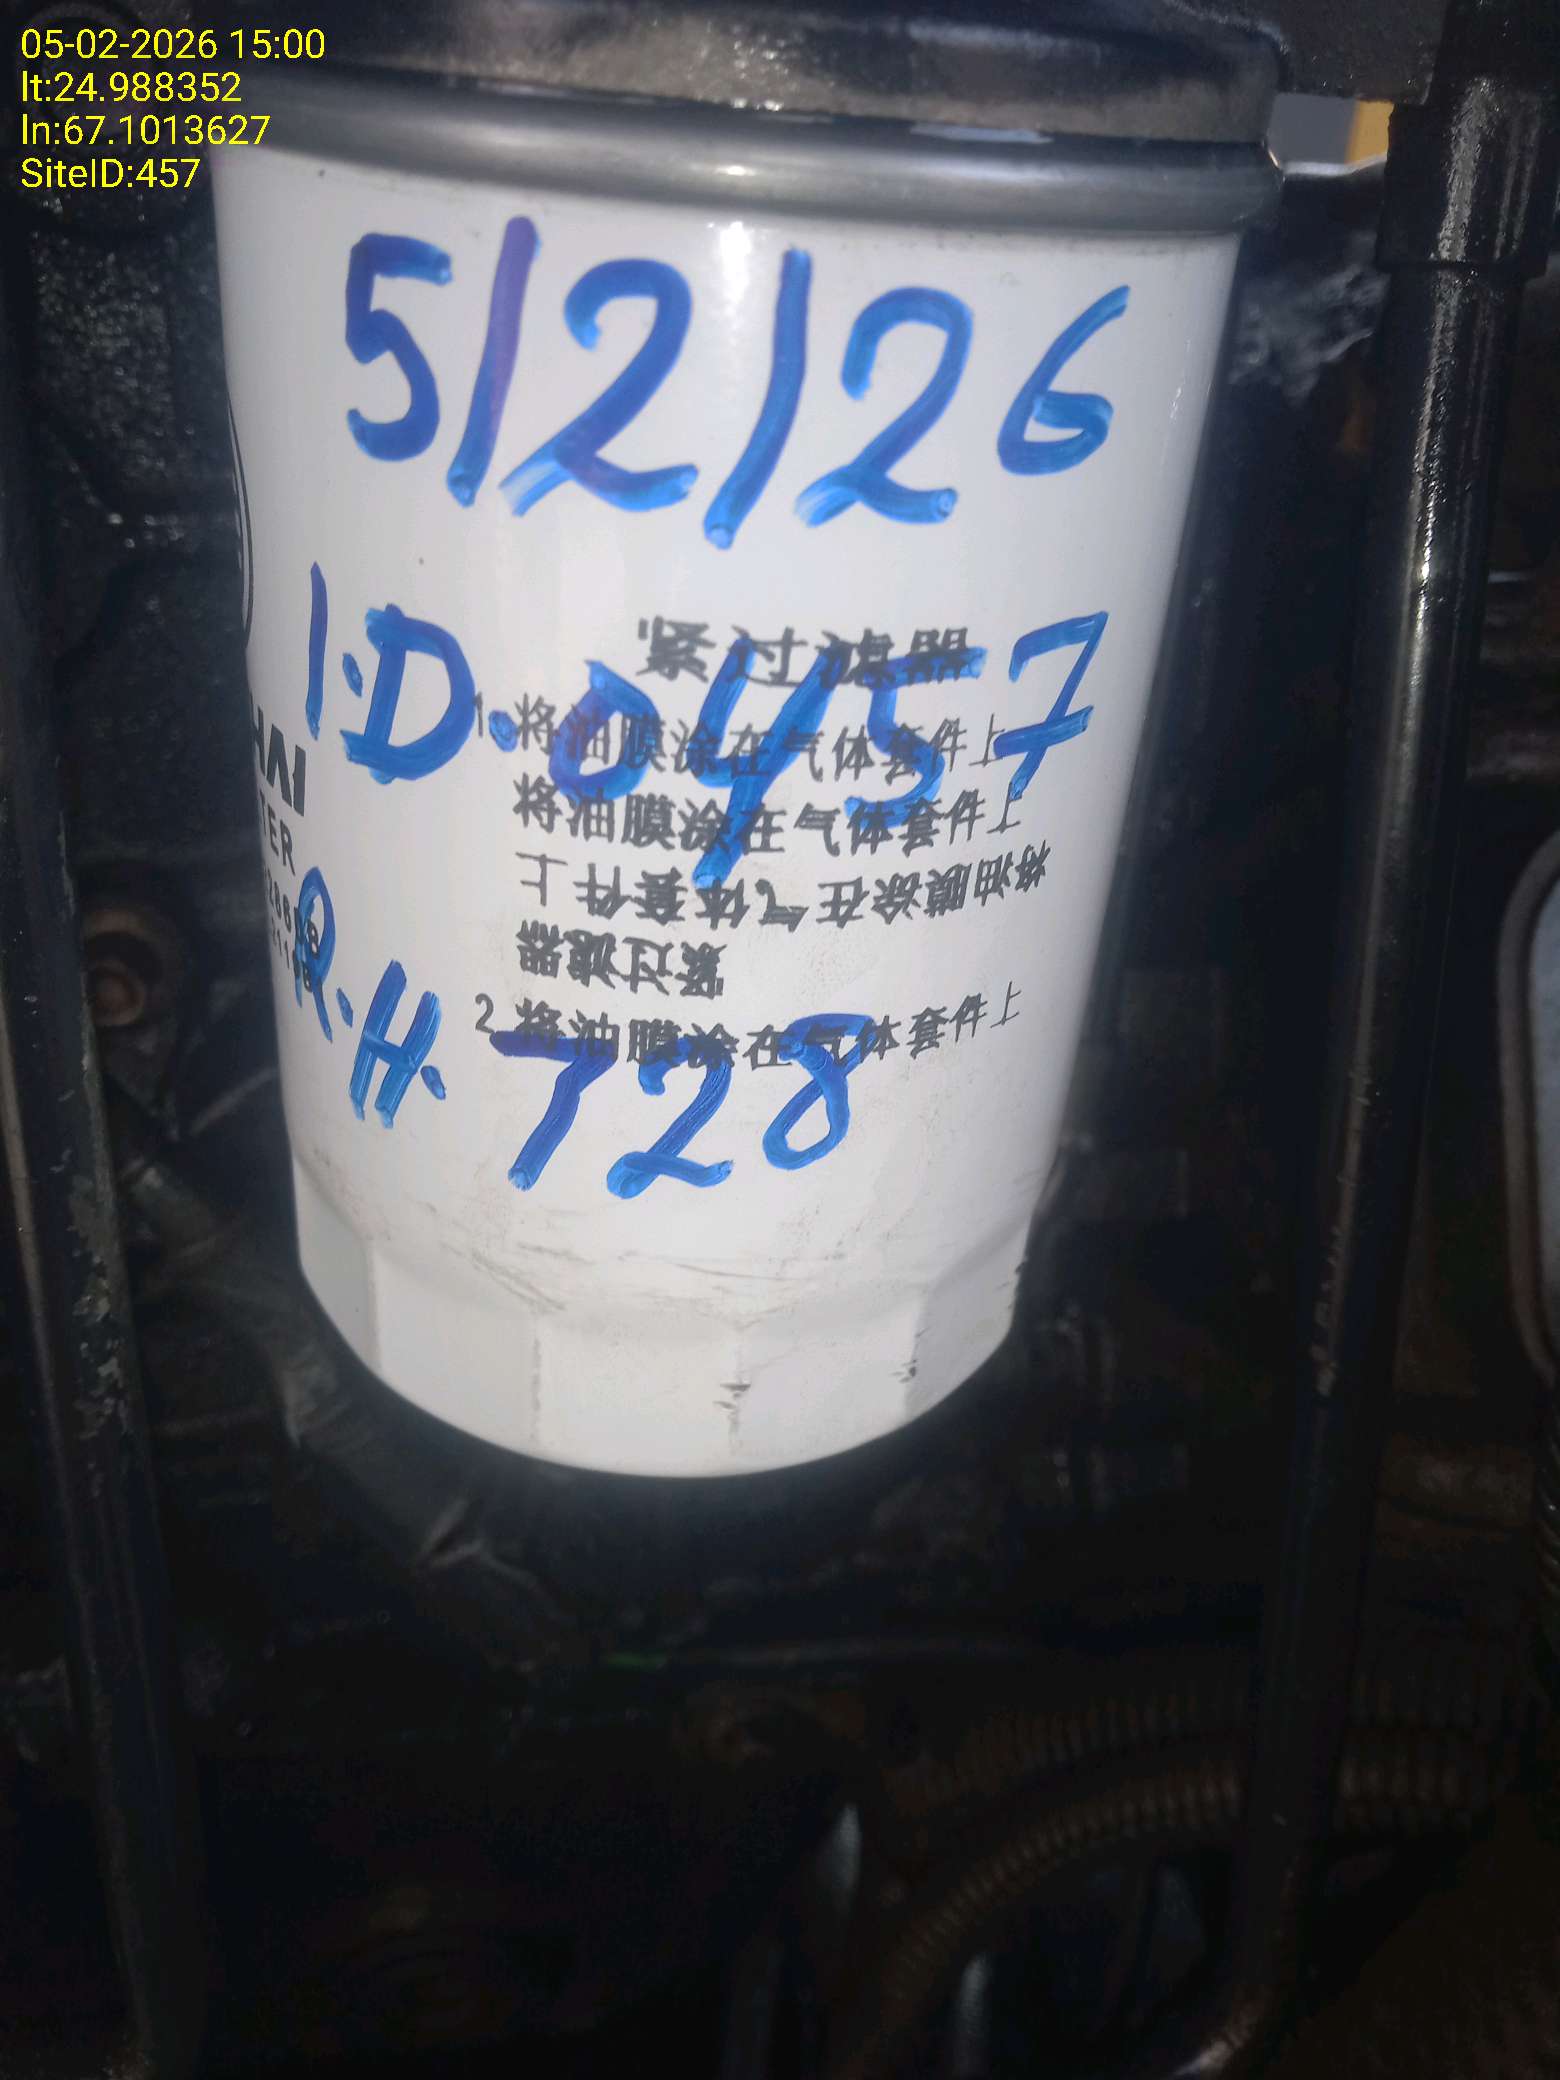 05-02-2026 15:00
lt:24.988352
ln:67.1013627
SiteID:457
5/2/26
I.D.0457
紧过滤器
1.将油膜涂在气体套件上
将油膜涂在气体套件上
将油膜涂在气体套件上
紧过滤器
2.将油膜涂在气体套件上
HAI
TER
R.H. 728